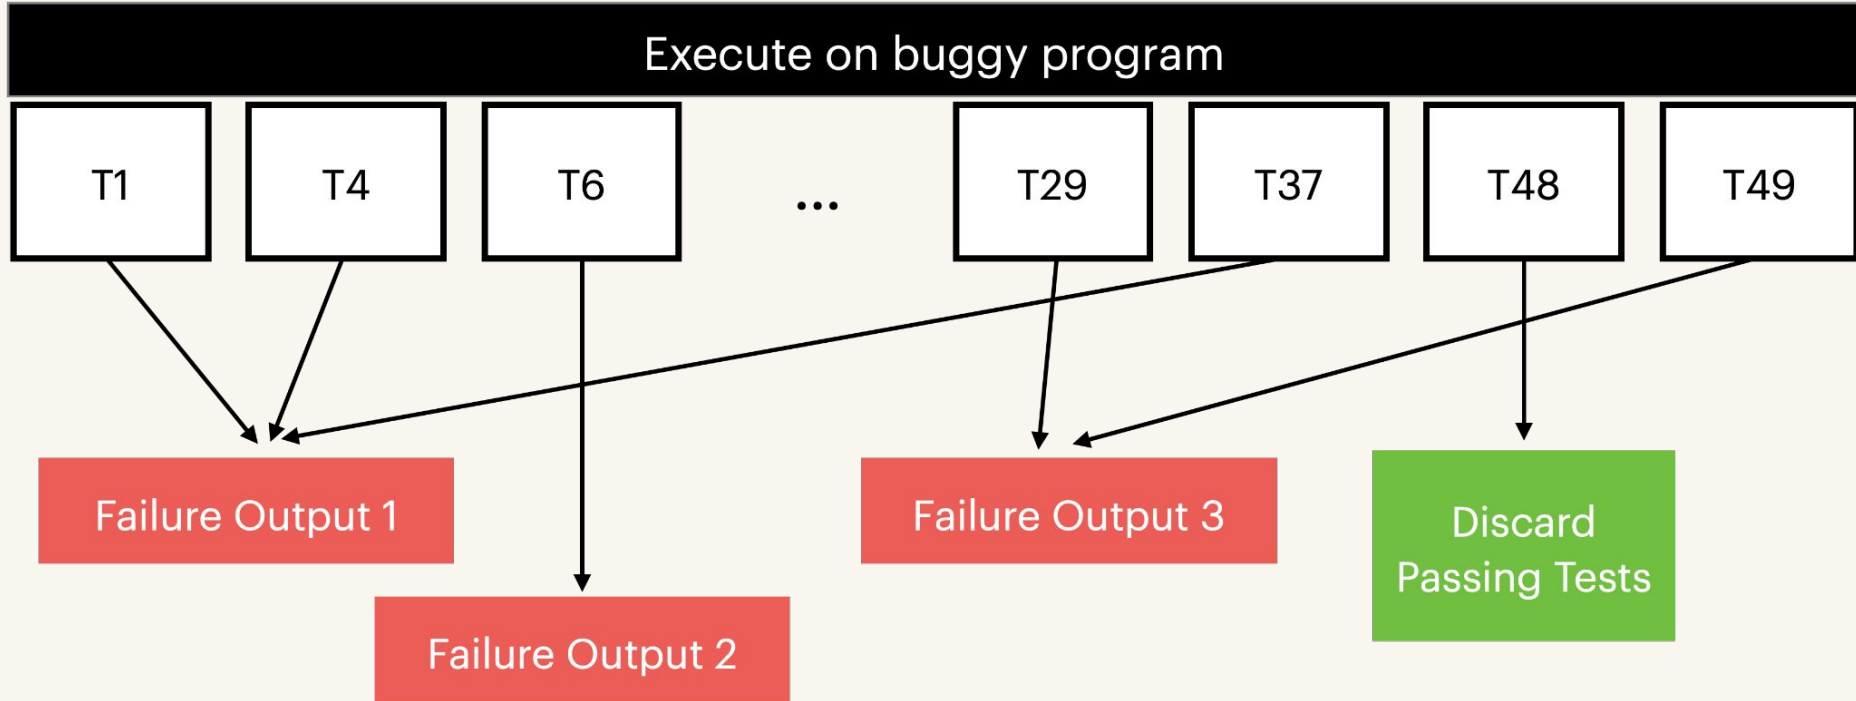 Execute on buggy program
T1
T4
T6
...
T29
T37
T48
T49
Failure Output 1
Failure Output 3
Discard
Passing Tests
Failure Output 2